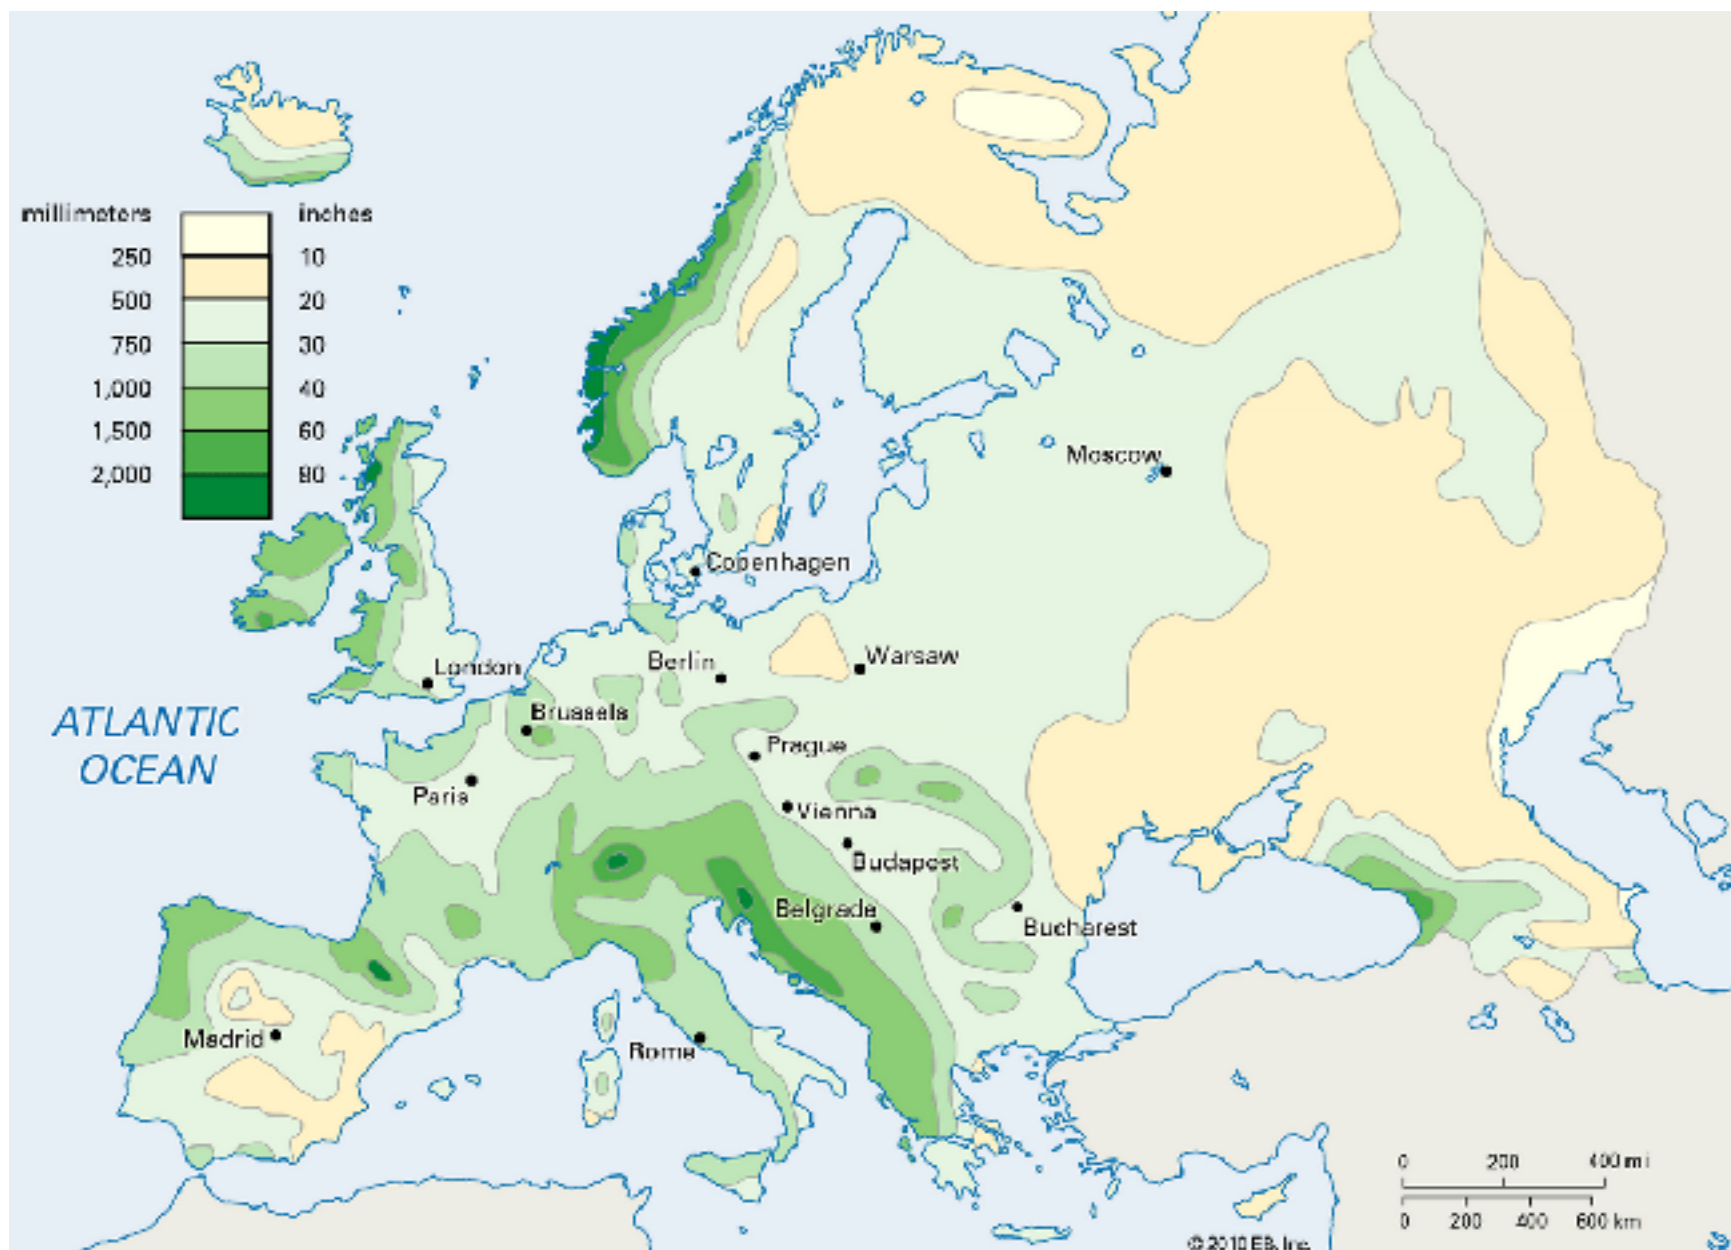 millimeters inches
250 10
500 20
750 30
1,000 40
1,500 60
2,000 80
Moscow
Copenhagen
London
Berlin
Warsaw
Brussels
ATLANTIC
OCEAN
Prague
Paris
Vienna
Budapest
Belgrade
Bucharest
Madrid
Rome
0 200 400 mi
0 200 400 600 km
© 2010 EB, Inc.